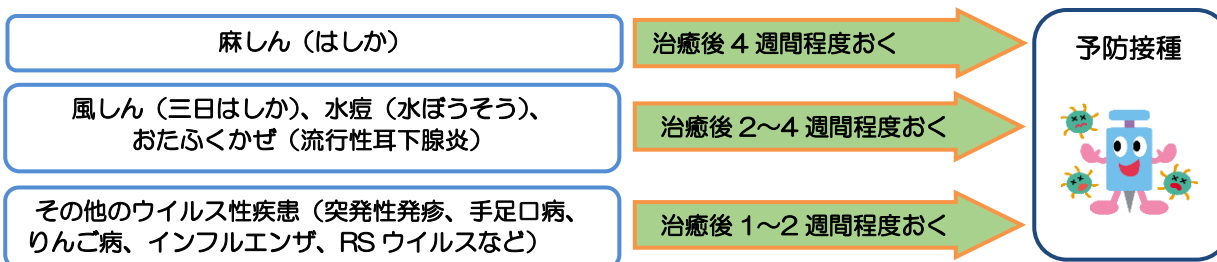 麻しん（はしか）
治癒後 4 週間程度おく
風しん（三日はしか）、水痘（水ぼうそう）、
おたふくかぜ（流行性耳下腺炎）
治癒後 2～4 週間程度おく
その他のウイルス性疾患（突発性発疹、手足口病、
りんご病、インフルエンザ、RS ウイルスなど）
治癒後 1～2 週間程度おく
予防接種